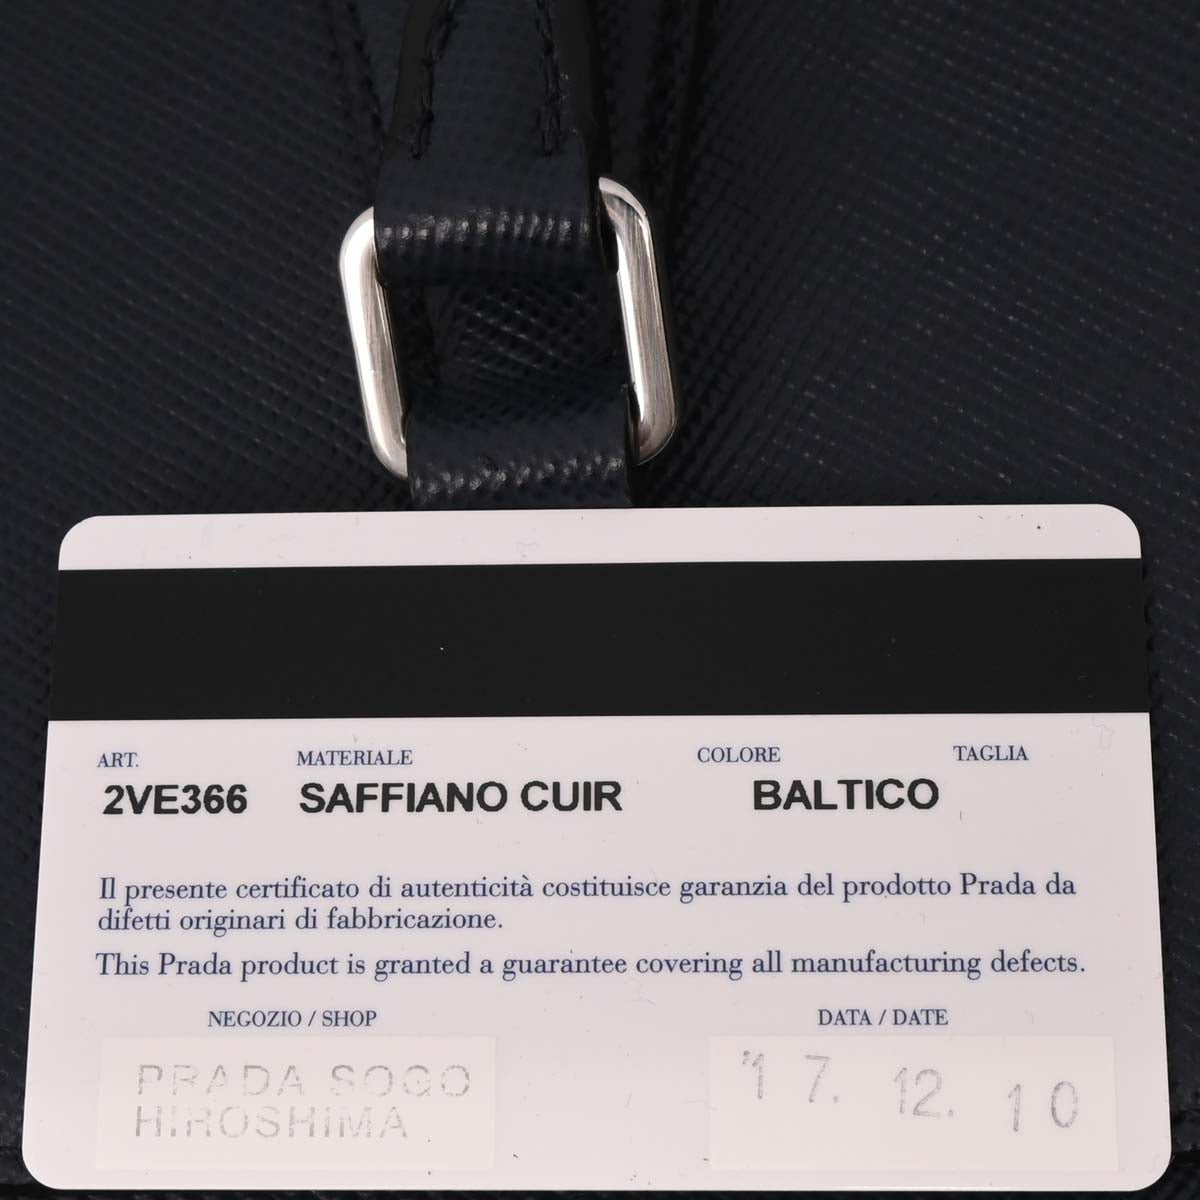 ART. MATERIALE COLORE TAGLIA
2VE366 SAFFIANO CUIR BALTICO
Il presente certificato di autenticità costituisce garanzia del prodotto Prada da
difetti originari di fabbricazione.
This Prada product is granted a guarantee covering all manufacturing defects.
NEGOZIO / SHOP DATA / DATE
PRADA SOGO
HIROSHIMA
'17. 12. 10